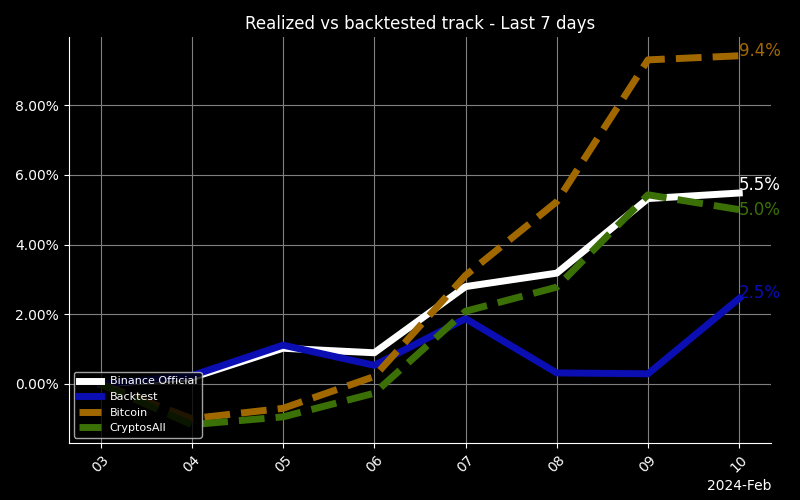 Realized vs backtested track - Last 7 days
9.4%
8.00%
6.00%
5.5%
5.0%
4.00%
2.5%
2.00%
0.00%
Binance Official
Backtest
Bitcoin
CryptosAll
03 04 05 06 07 08 09 10
2024-Feb